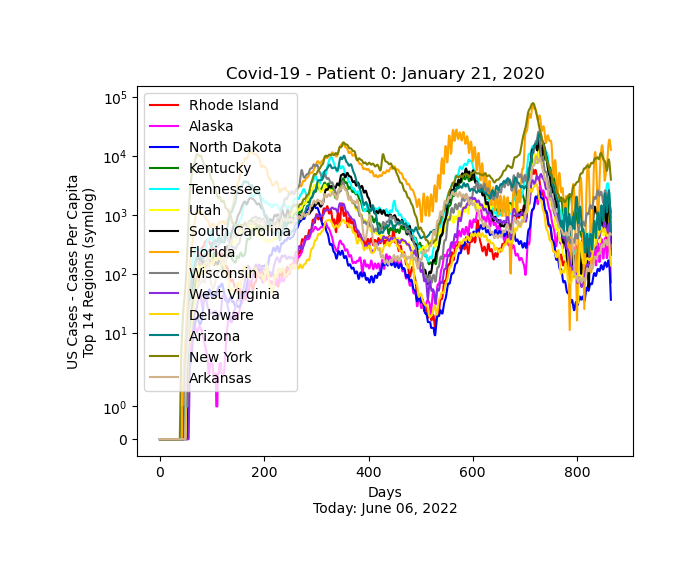 Covid-19 - Patient 0: January 21, 2020
US Cases - Cases Per Capita
Top 14 Regions (symlog)
10^5
10^4
10^3
10^2
10^1
10^0
0
Rhode Island
Alaska
North Dakota
Kentucky
Tennessee
Utah
South Carolina
Florida
Wisconsin
West Virginia
Delaware
Arizona
New York
Arkansas
0 200 400 600 800
Days
Today: June 06, 2022